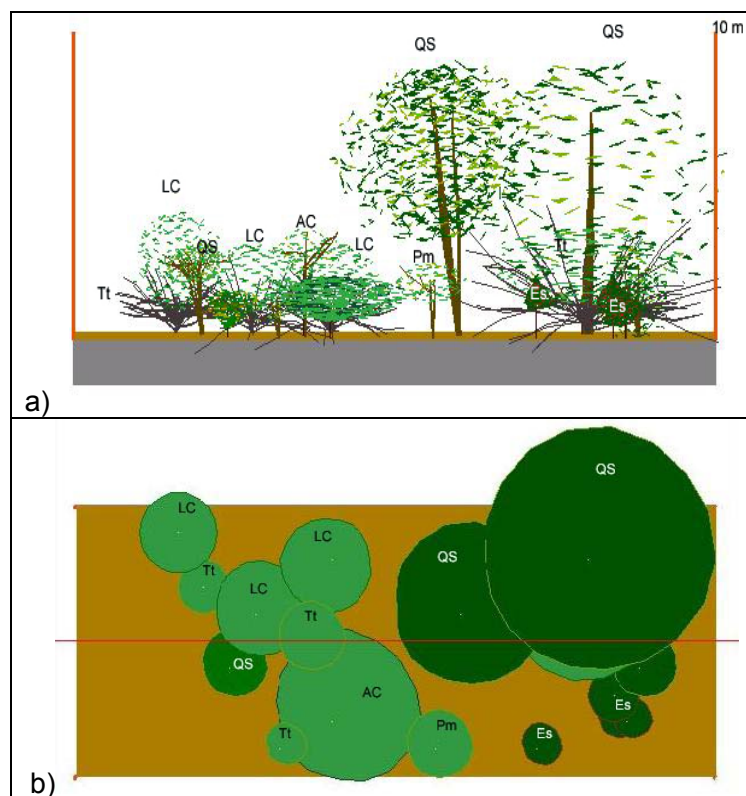 QS QS 10 m
LC
QS LC AC LC Pm Tt
Tt Es Es
a)
QS
LC
LC QS
Tt LC
Tt
QS
AC Es
Tt Pm Es
b)